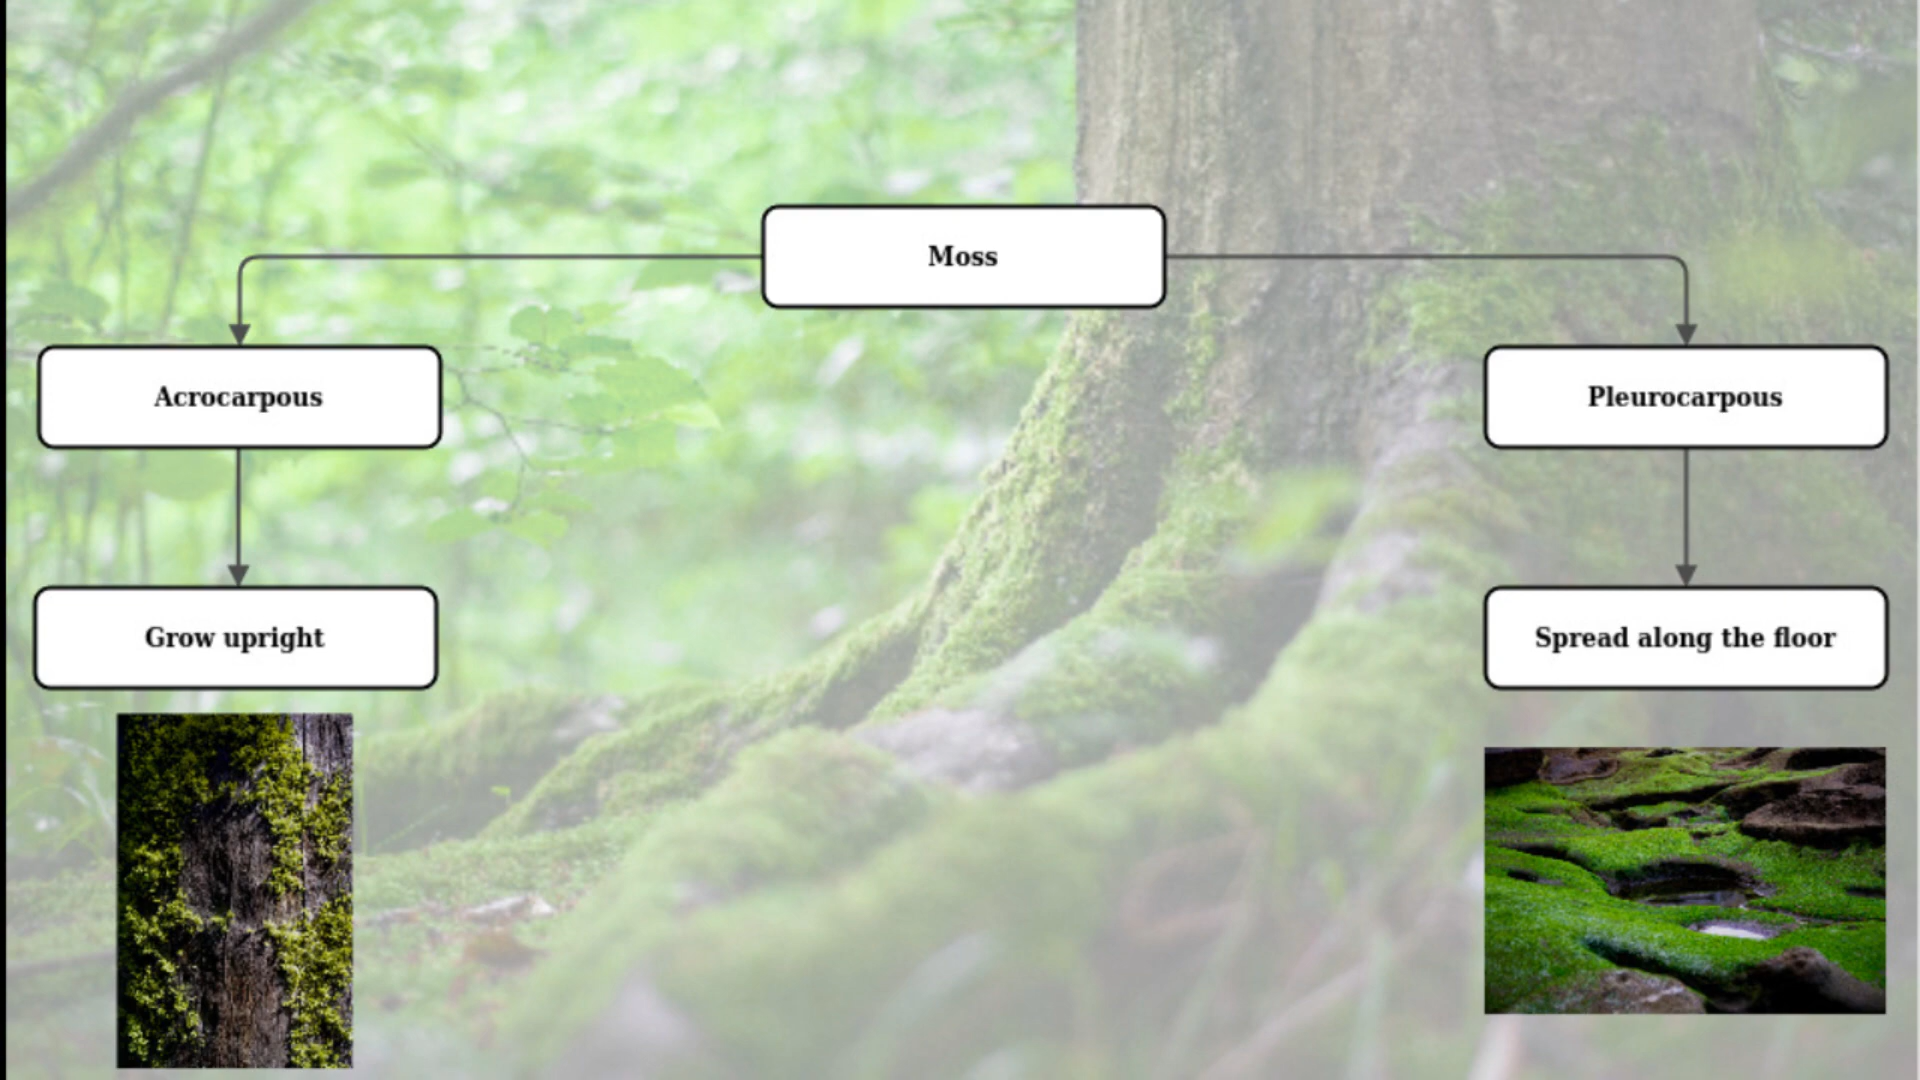 Moss
Acrocarpous
Pleurocarpous
Grow upright
Spread along the floor